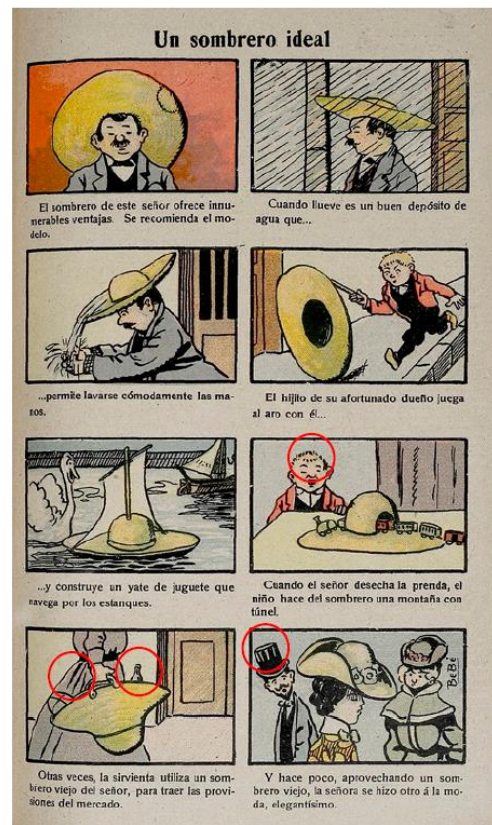 Un sombrero ideal
El sombrero de este señor ofrece innu-
merables ventajas. Se recomienda el mo-
delo.
Cuando llueve es un buen depósito de
agua que...
...permite lavarse cómodamente las ma-
nos.
El hijito de su afortunado dueño juega
al aro con él...
...y construye un yate de juguete que
navega por los estanques.
Cuando el señor desecha la prenda, el
niño hace del sombrero una montaña con
túnel.
Otras veces, la sirvienta utiliza un som-
brero viejo del señor, para traer las provi-
siones del mercado.
BeBé
Y hace poco, aprovechando un som-
brero viejo, la señora se hizo otro á la mo-
da, elegantísimo.